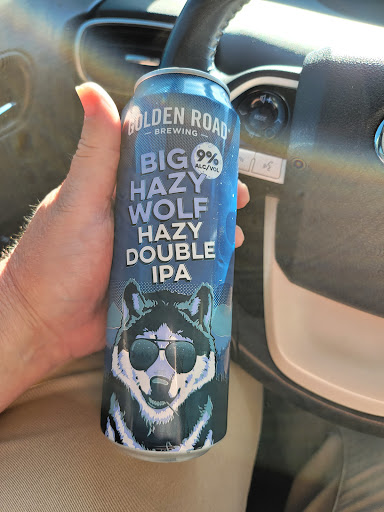 GOLDEN ROAD
BREWING
9%
ALC/VOL
BIG
HAZY
WOLF
HAZY
DOUBLE
IPA